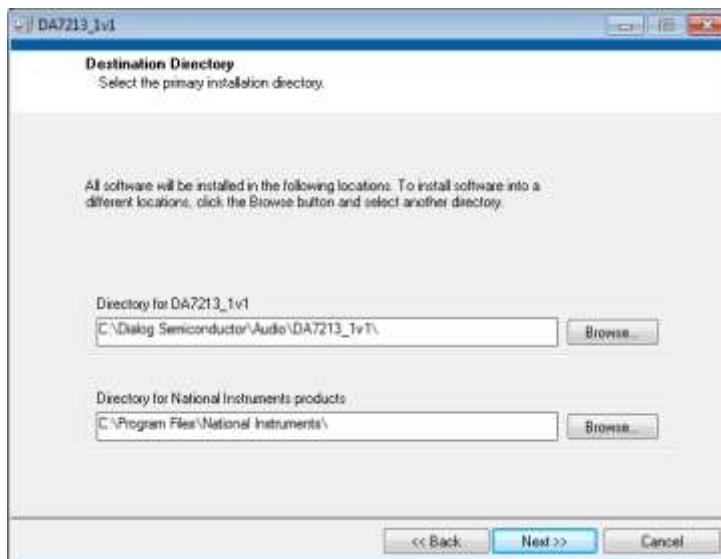 DA7213_1v1
Destination Directory
Select the primary installation directory.
All software will be installed in the following locations. To install software into a
different locations, click the Browse button and select another directory.
Directory for DA7213_1v1
C:\Dialog Semiconductor\Audio\DA7213_1v1\
Browse...
Directory for National Instruments products
C:\Program Files\National Instruments\
Browse...
<< Back
Next >>
Cancel